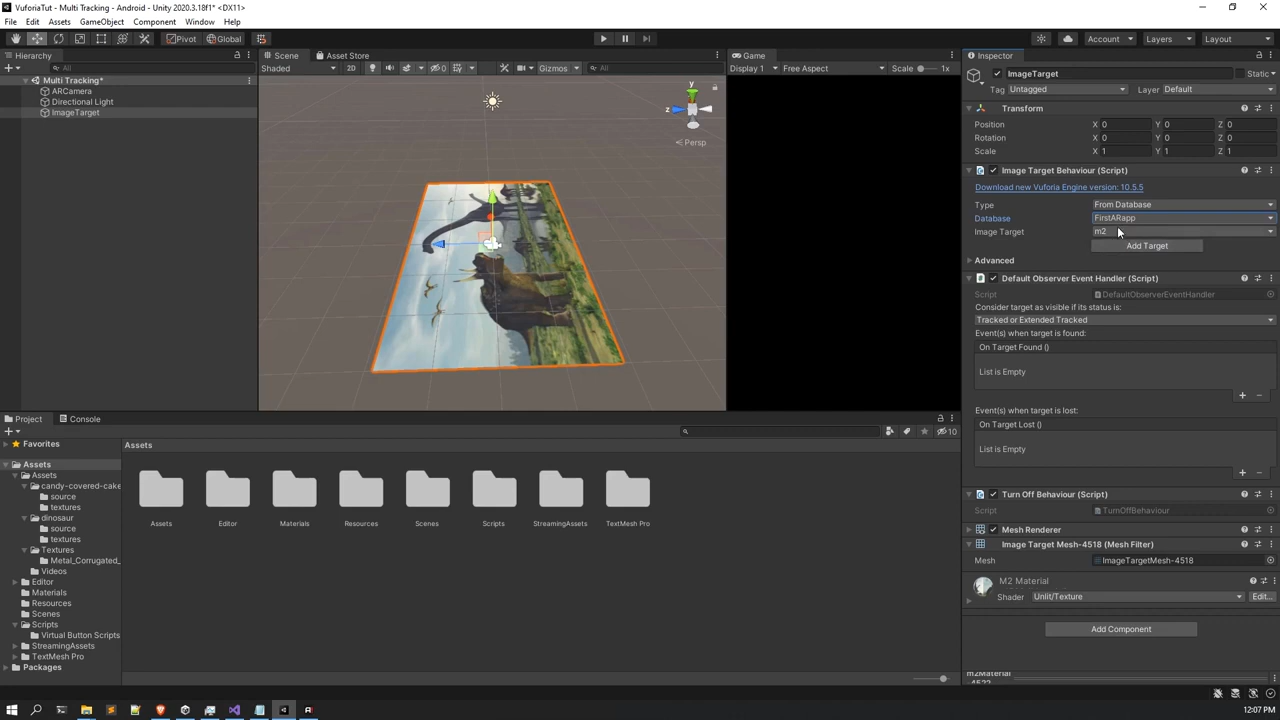 VuforiaTut - Multi Tracking - Android - Unity 2020.3.18f1* <DX11>
File Edit Assets GameObject Component Window Help
Pivot Global Account Layers Layout
Hierarchy
All
Multi Tracking*
ARCamera
Directional Light
ImageTarget
Scene Asset Store
Shaded 2D 0 Gizmos All
y
z
Persp
Game
Display 1 Free Aspect Scale 1x
Inspector
ImageTarget Static
Tag Untagged Layer Default
Transform
Position X 0 Y 0 Z 0
Rotation X 0 Y 0 Z 0
Scale X 1 Y 1 Z 1
Image Target Behaviour (Script)
Download new Vuforia Engine version: 10.5.5
Type From Database
Database FirstARapp
Image Target m2
Add Target
Advanced
Default Observer Event Handler (Script)
Script DefaultObserverEventHandler
Consider target as visible if its status is:
Tracked or Extended Tracked
Event(s) when target is found:
On Target Found ()
List is Empty
Event(s) when target is lost:
On Target Lost ()
List is Empty
Turn Off Behaviour (Script)
Script TurnOffBehaviour
Mesh Renderer
Image Target Mesh-4518 (Mesh Filter)
Mesh ImageTargetMesh-4518
M2 Material
Shader Unlit/Texture Edit...
Add Component
m2Material
Project Console
10
Favorites
Assets
Assets
candy-covered-cake
source
textures
dinosaur
source
textures
Textures
Metal_Corrugated_
Videos
Editor
Materials
Resources
Scenes
Scripts
Virtual Button Scripts
StreamingAssets
TextMesh Pro
Packages
Assets
Assets Editor Materials Resources Scenes Scripts StreamingAssets TextMesh Pro
12:07 PM